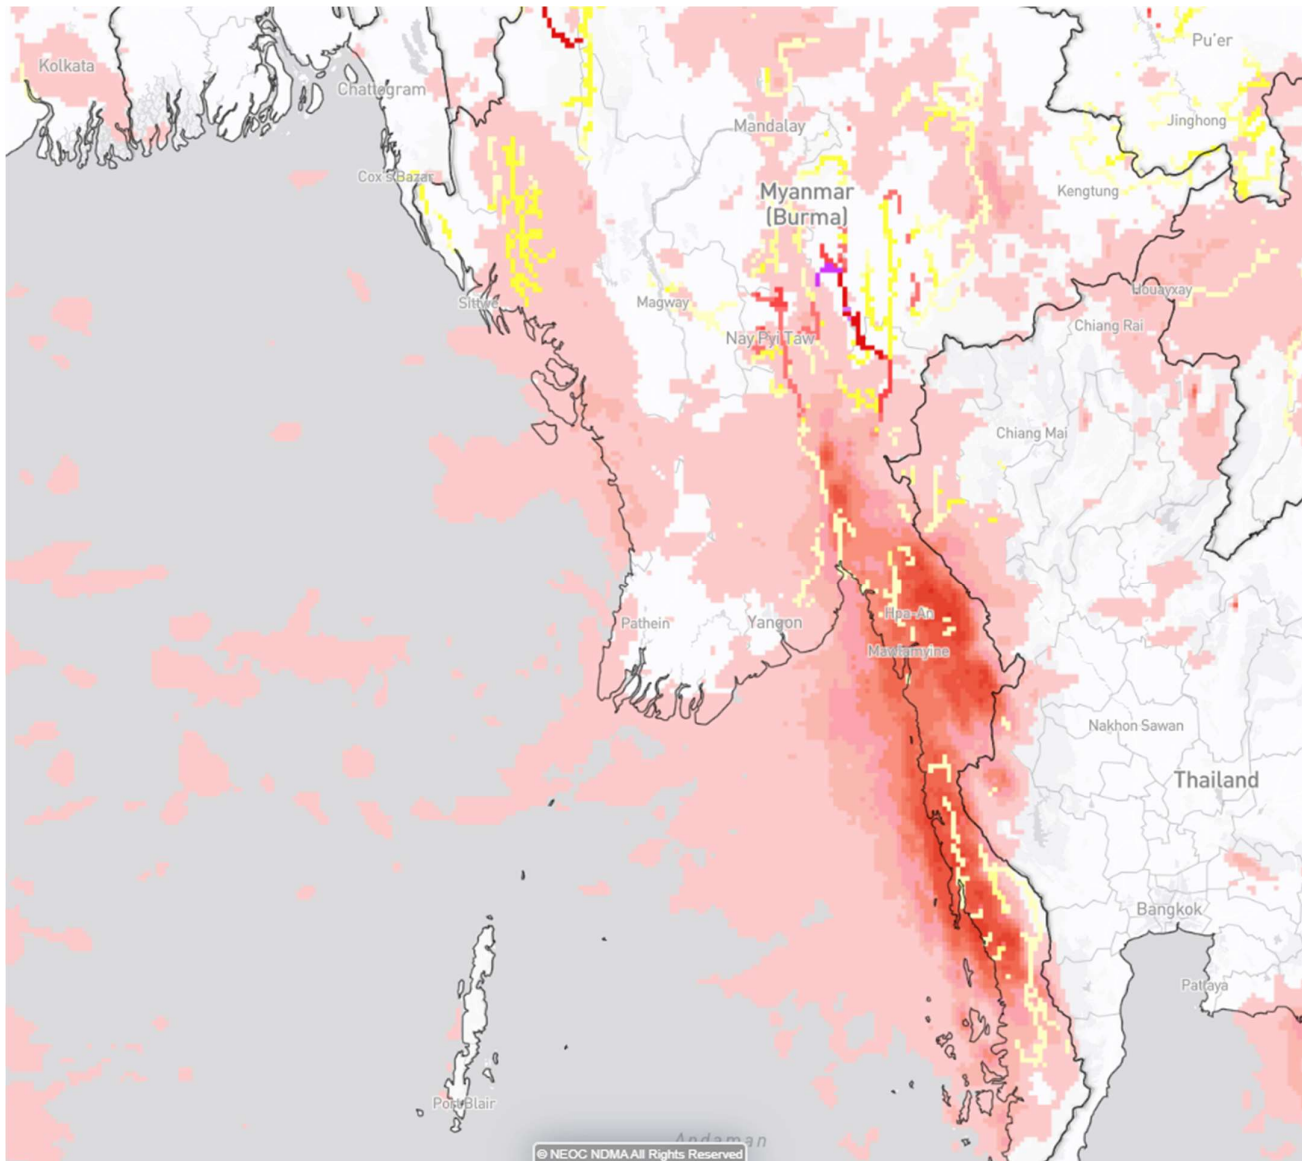 Pu'er
Kolkata
Chattogram
Jinghong
Mandalay
Cox's Bazar
Kengtung
Myanmar
(Burma)
Houayxay
Sittwe
Magway
Chiang Rai
Nay Pyi Taw
Chiang Mai
Hpa-An
Pathein
Yangon
Mawlamyine
Nakhon Sawan
Thailand
Bangkok
Pattaya
Port Blair
Andaman
© NEOC NDMA All Rights Reserved